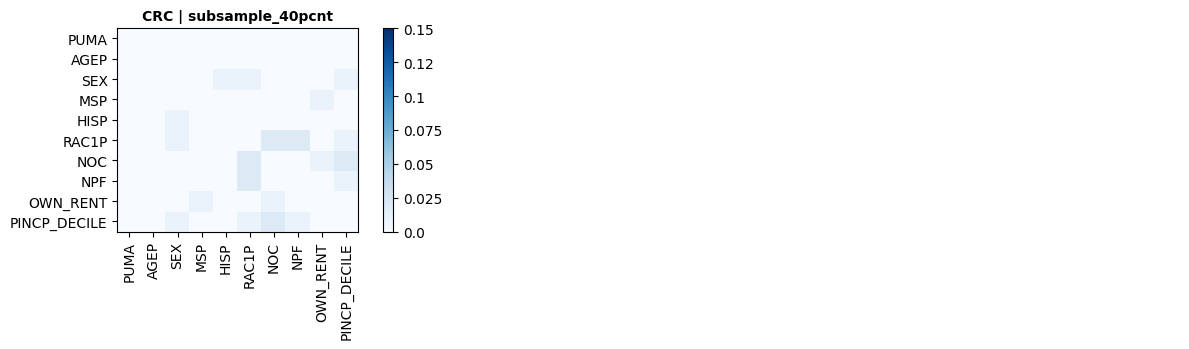 CRC | subsample_40pcnt
PUMA
AGEP
SEX
MSP
HISP
RAC1P
NOC
NPF
OWN_RENT
PINCP_DECILE
PUMA
AGEP
SEX
MSP
HISP
RAC1P
NOC
NPF
OWN_RENT
PINCP_DECILE
0.15
0.12
0.1
0.075
0.05
0.025
0.0